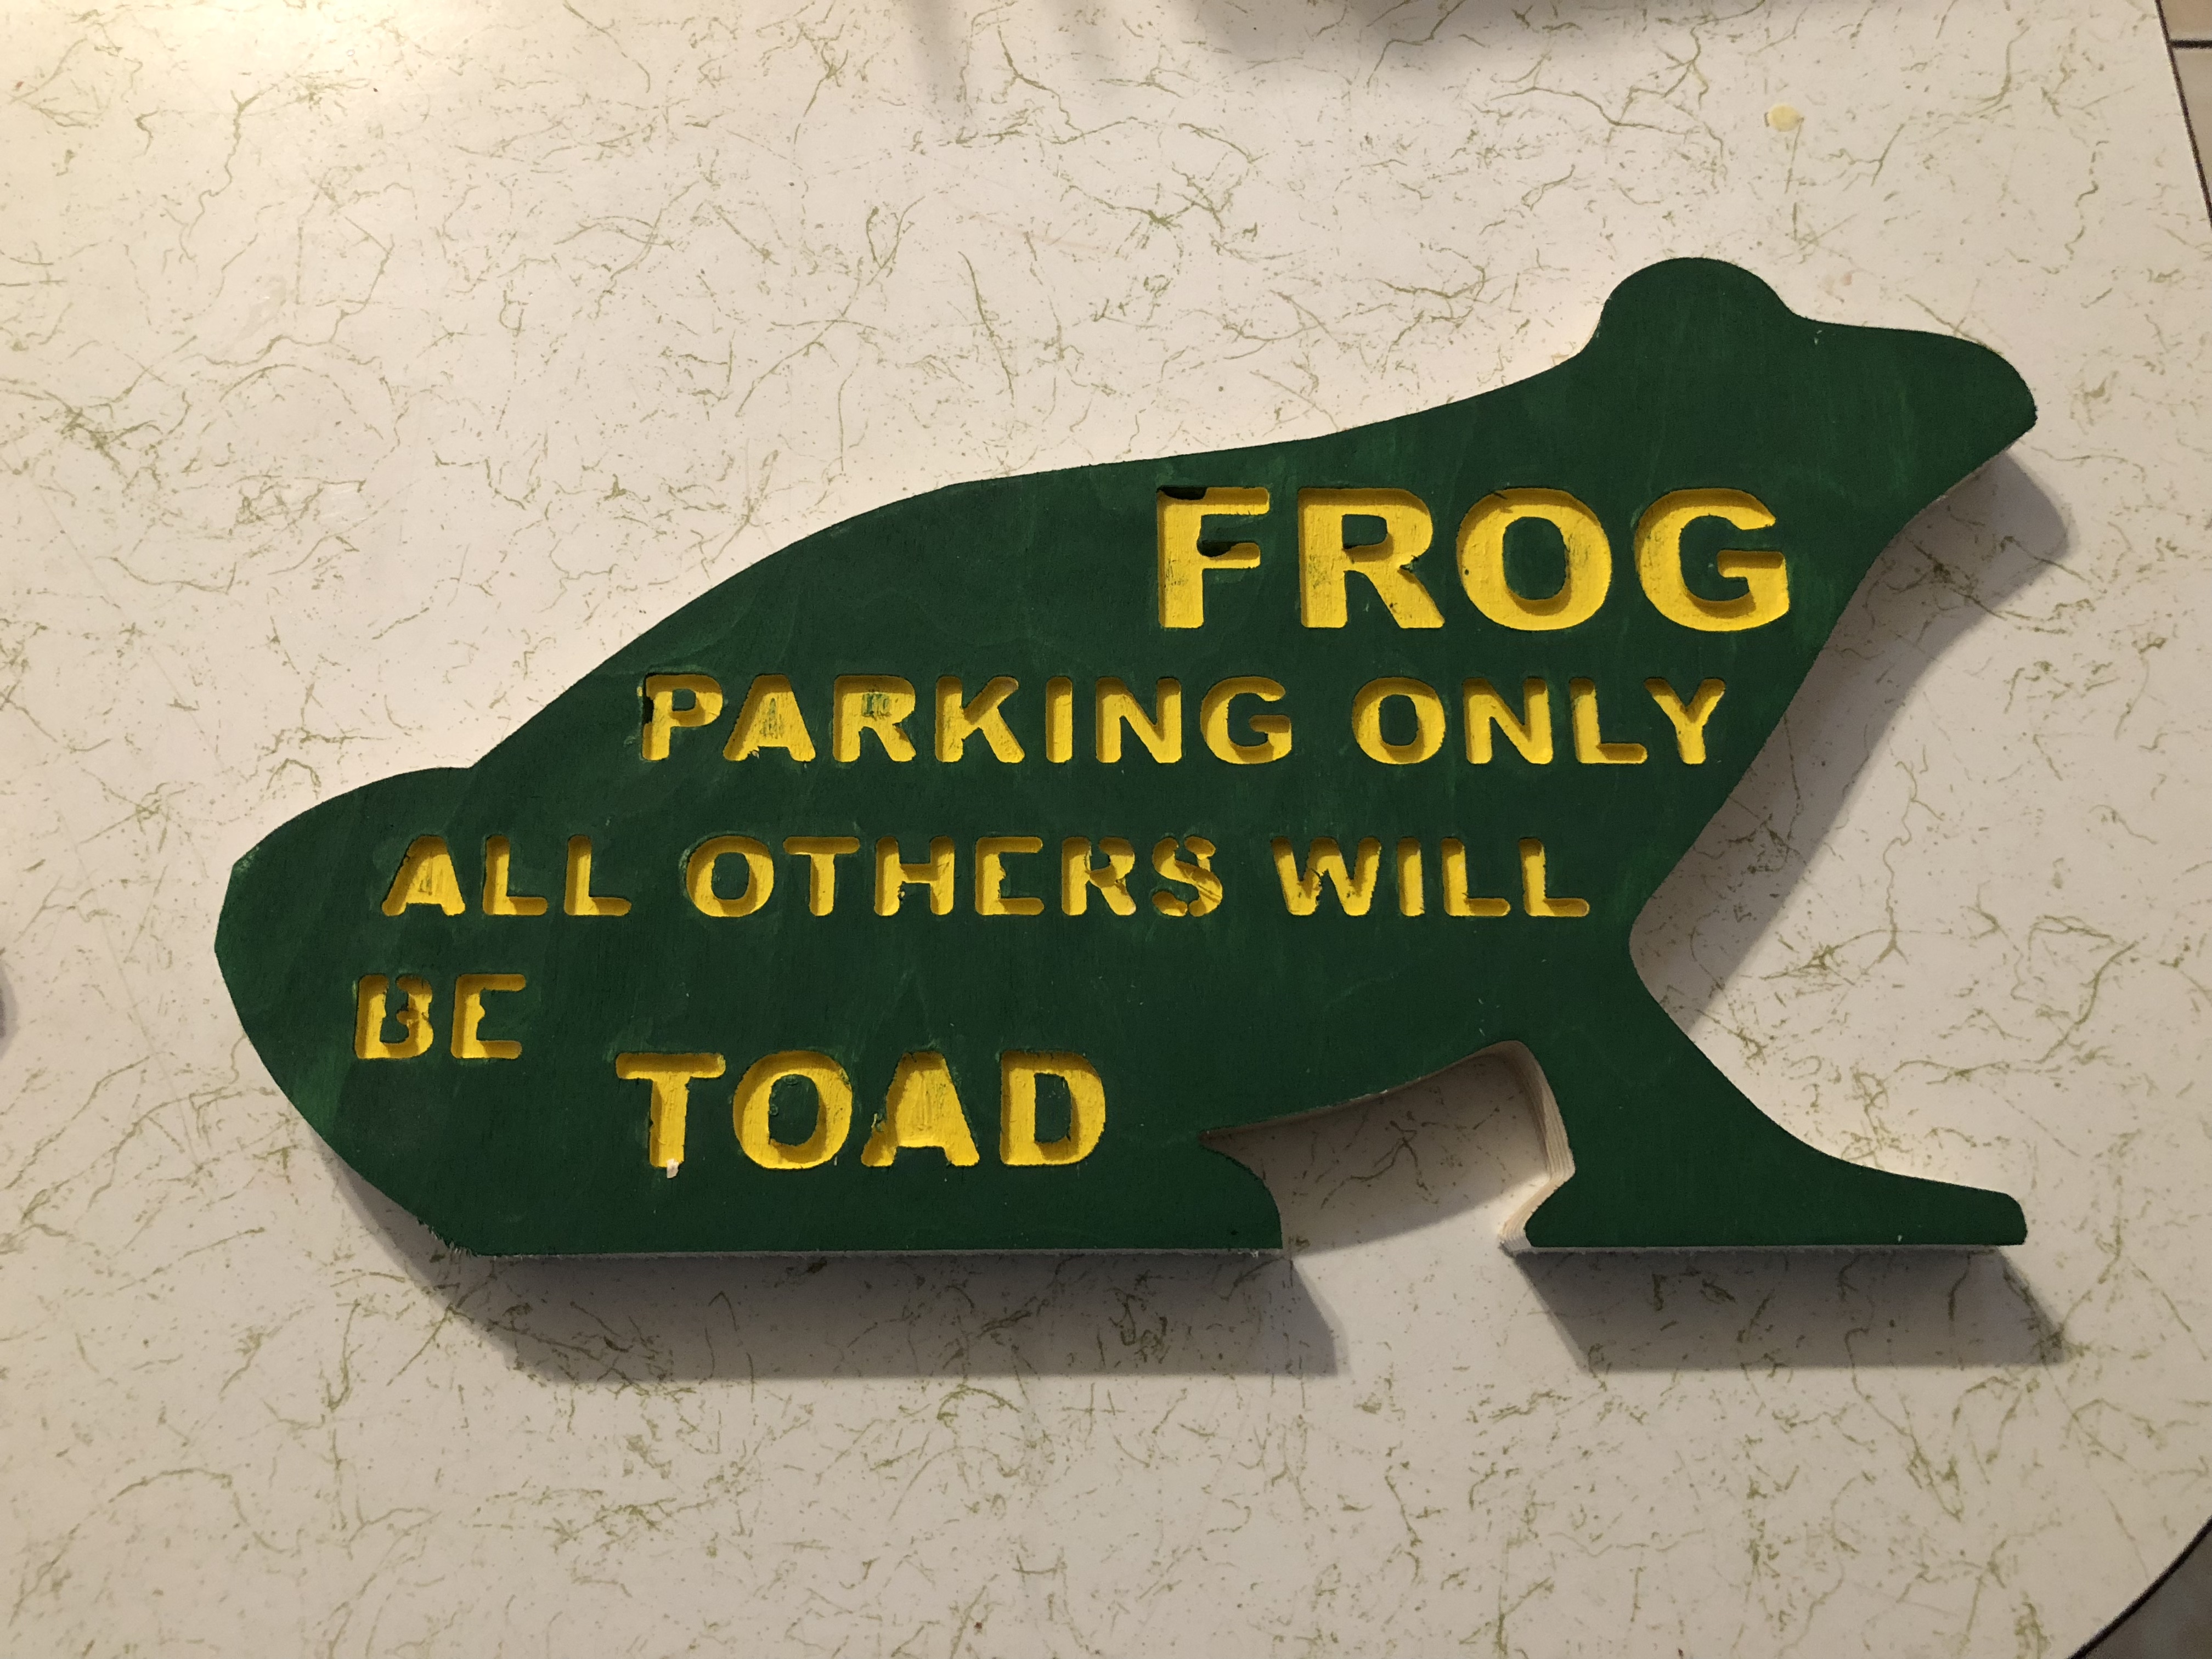 FROG
PARKING ONLY
ALL OTHERS WILL
BE
TOAD